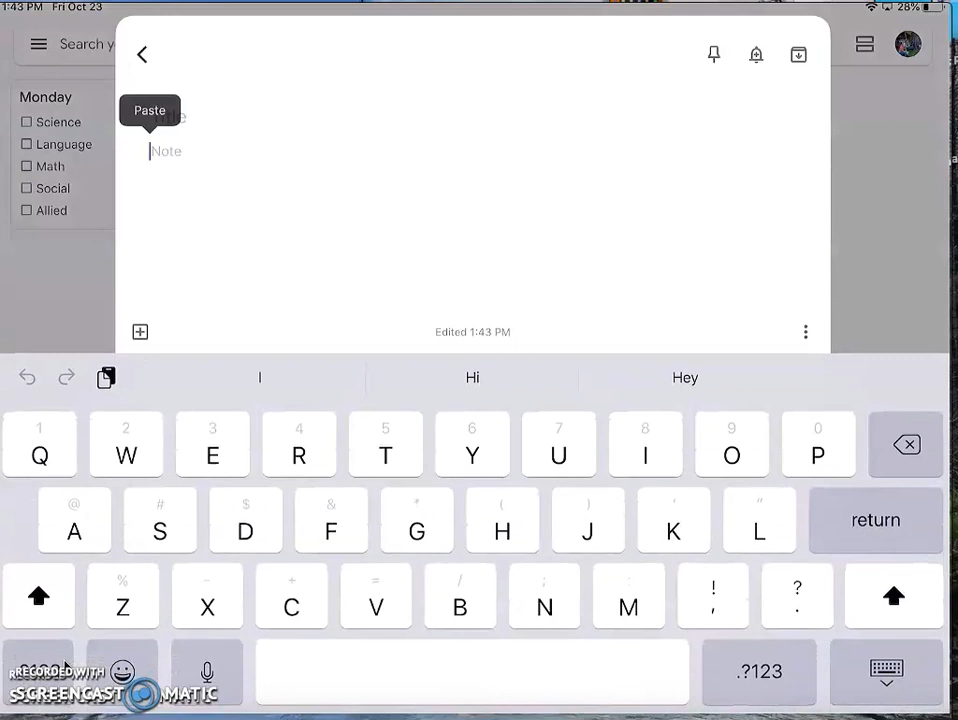 1:43 PM Fri Oct 23 28%
Search y
Monday
Science
Language
Math
Social
Allied
Paste
Title
Note
Edited 1:43 PM
I Hi Hey
1 2 3 4 5 6 7 8 9 0
Q W E R T Y U I O P
@ # $ & * ( ) ' "
A S D F G H J K L return
% - + = / ; : ! ?
Z X C V B N M , .
.?123
RECORDED WITH
SCREENCAST O MATIC